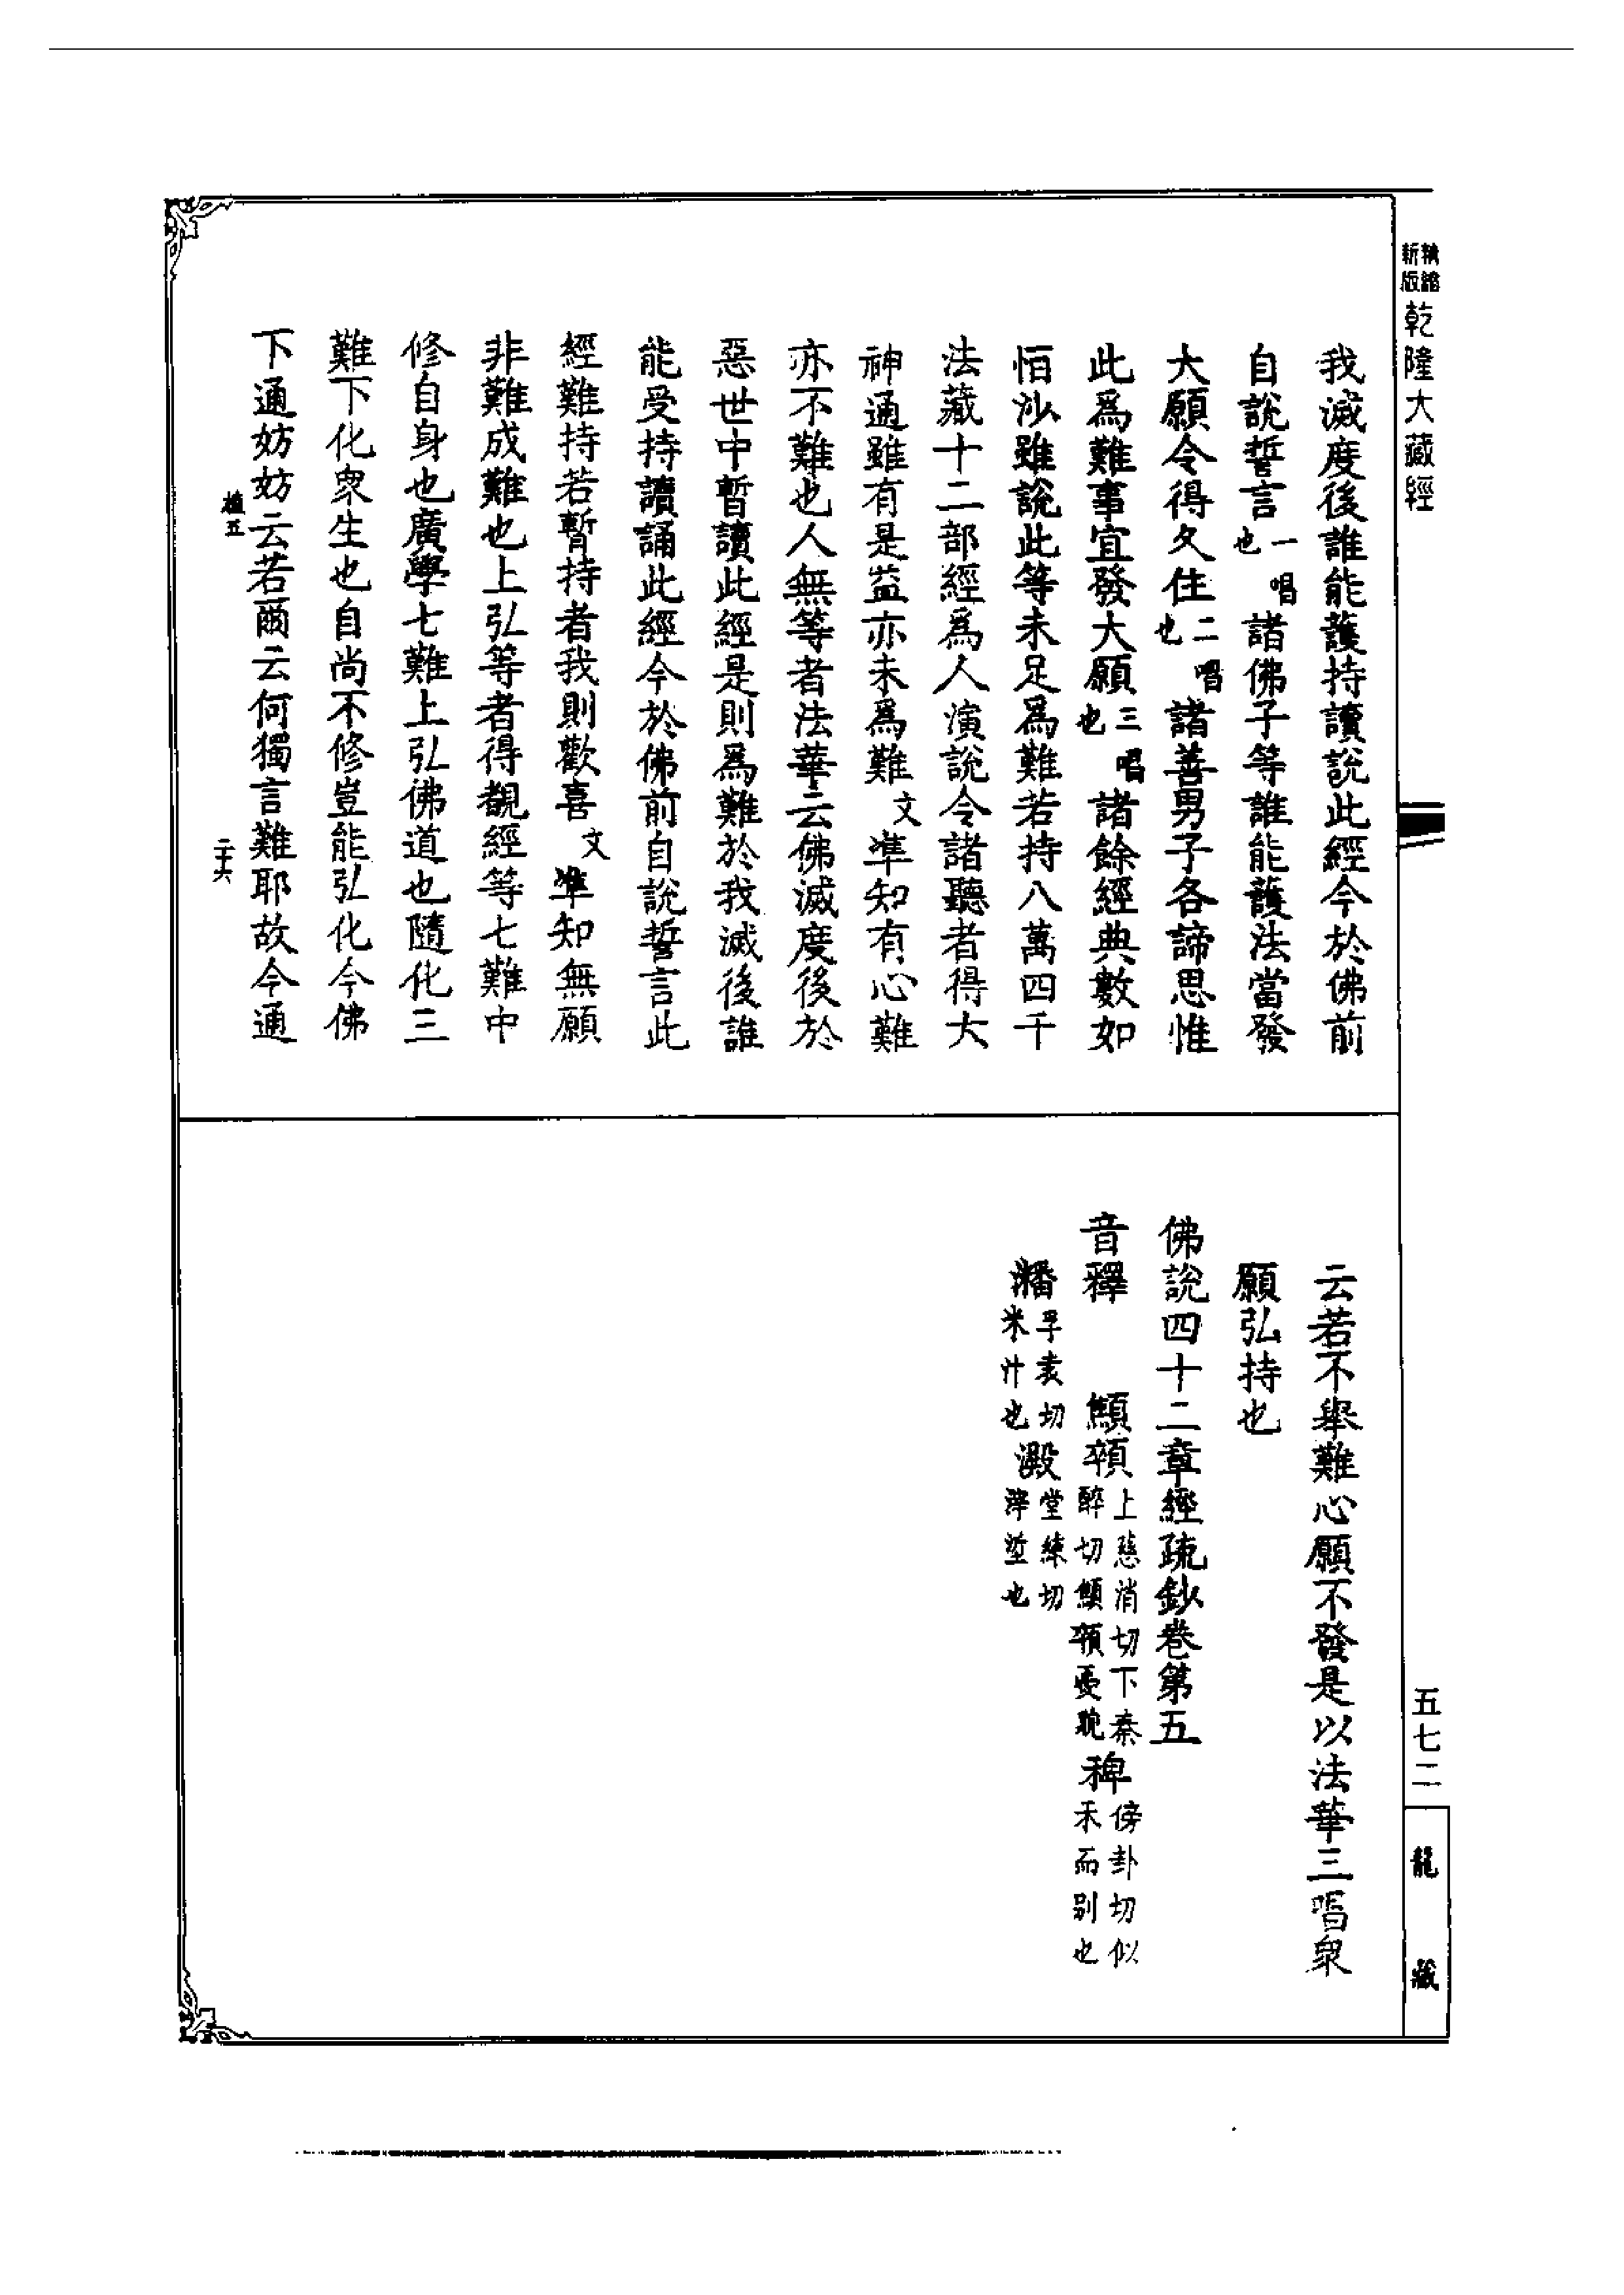 精縮新版乾隆大藏經
五七二
龍藏
我滅度後誰能護持讀說此經今於佛前
自說誓言一唱也諸佛子等誰能護法當發
大願令得久住二唱也諸善男子各諦思惟
此爲難事宜發大願三唱也諸餘經典數如
恒沙雖說此等未足爲難若持八萬四千
法藏十二部經爲人演說令諸聽者得大
神通雖有是益亦未爲難文準知有心難
亦不難也人無等者法華云佛滅度後於
惡世中暫讀此經是則爲難於我滅後誰
能受持讀誦此經今於佛前自說誓言此
經難持若暫持者我則歡喜文準知無願
非難成難也上弘等者得覩經等七難中
修自身也廣學七難上弘佛道也隨化三
難下化衆生也自尚不修豈能弘化今佛
下通妨妨云若爾云何獨言難耶故今通
植五
二十六
云若不舉難心願不發是以法華三唱衆
願弘持也
佛說四十二章經疏鈔卷第五
音釋
顦顇上慈消切下秦醉切顦顇憂貌
稗傍卦切似禾而别也
潘孚袁切米汁也
澱堂練切滓垽也